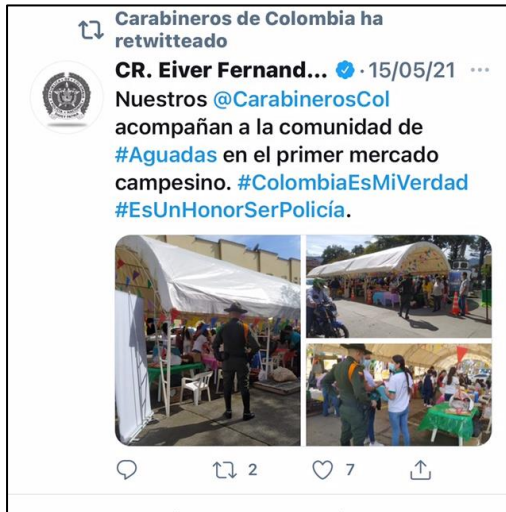 Carabineros de Colombia ha
retwitteado
CR. Eiver Fernand... · 15/05/21 ...
Nuestros @CarabinerosCol
acompañan a la comunidad de
#Aguadas en el primer mercado
campesino. #ColombiaEsMiVerdad
#EsUnHonorSerPolicía.
2 7